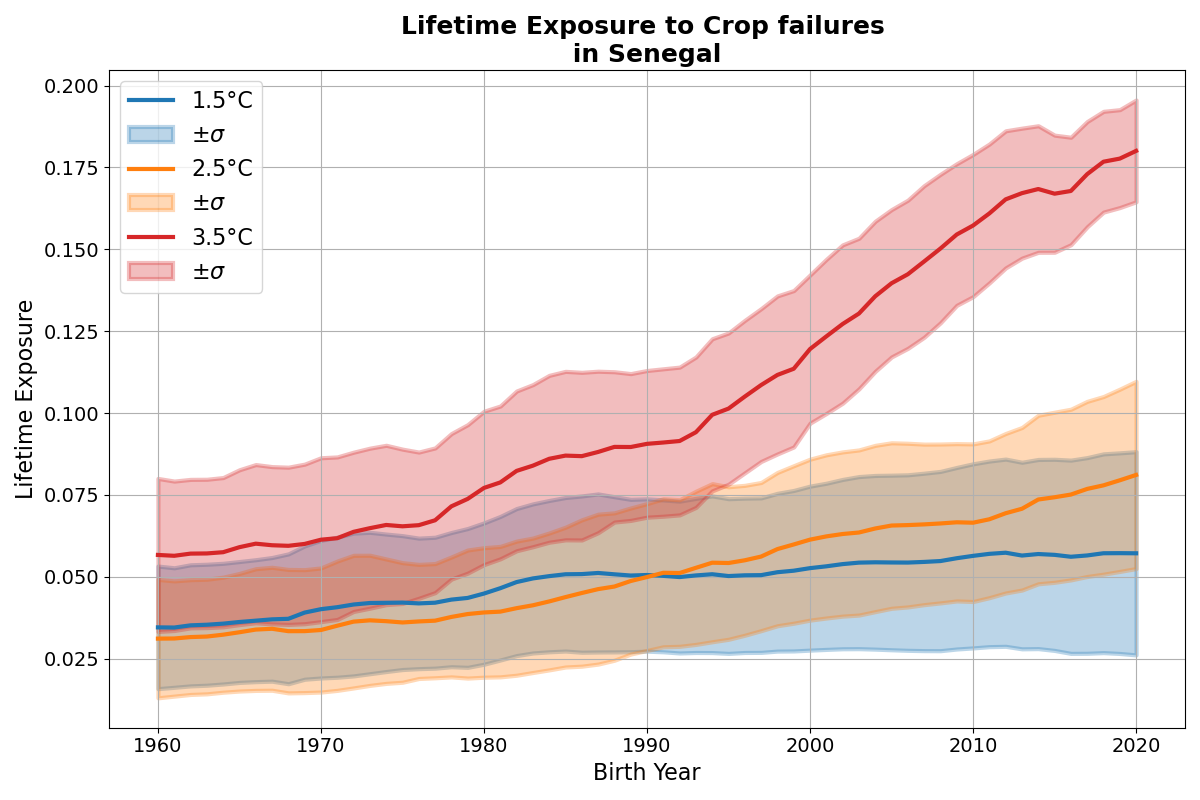 Lifetime Exposure to Crop failures
in Senegal
1.5°C
±σ
2.5°C
±σ
3.5°C
±σ
Lifetime Exposure
0.200
0.175
0.150
0.125
0.100
0.075
0.050
0.025
1960 1970 1980 1990 2000 2010 2020
Birth Year